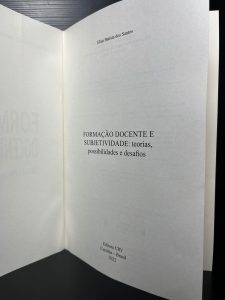 Elias Batista dos Santos
FORMAÇÃO DOCENTE E
SUBJETIVIDADE: teorias,
possibilidades e desafios
Editora CRV
Curitiba – Brasil
2022